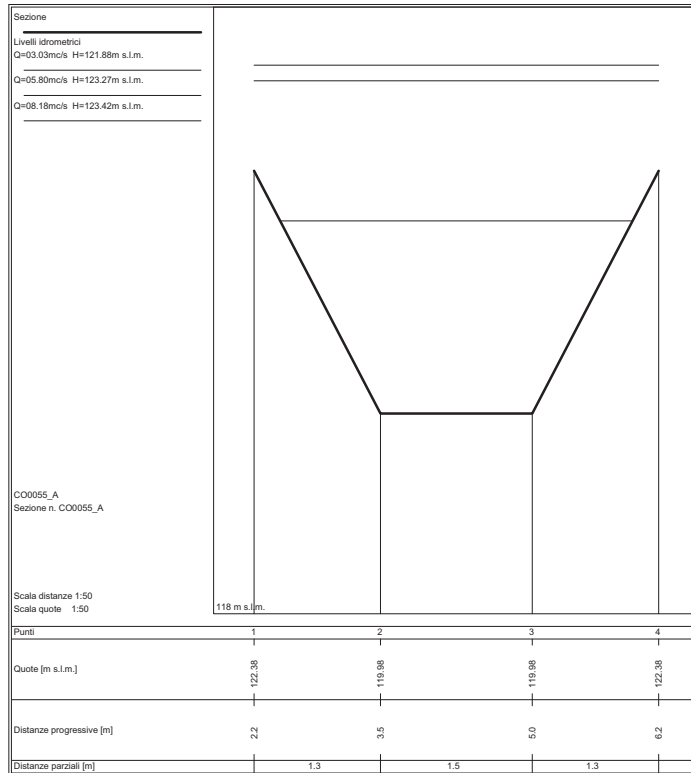 Sezione
Livelli idrometrici
Q=03.03mc/s H=121.88m s.l.m.
Q=05.80mc/s H=123.27m s.l.m.
Q=08.18mc/s H=123.42m s.l.m.
CO0055_A
Sezione n. CO0055_A
Scala distanze 1:50
Scala quote 1:50
118 m s.l.m.
Punti 1 2 3 4
Quote [m s.l.m.] 122.38 119.98 119.98 122.38
Distanze progressive [m] 2.2 3.5 5.0 6.2
Distanze parziali [m] 1.3 1.5 1.3